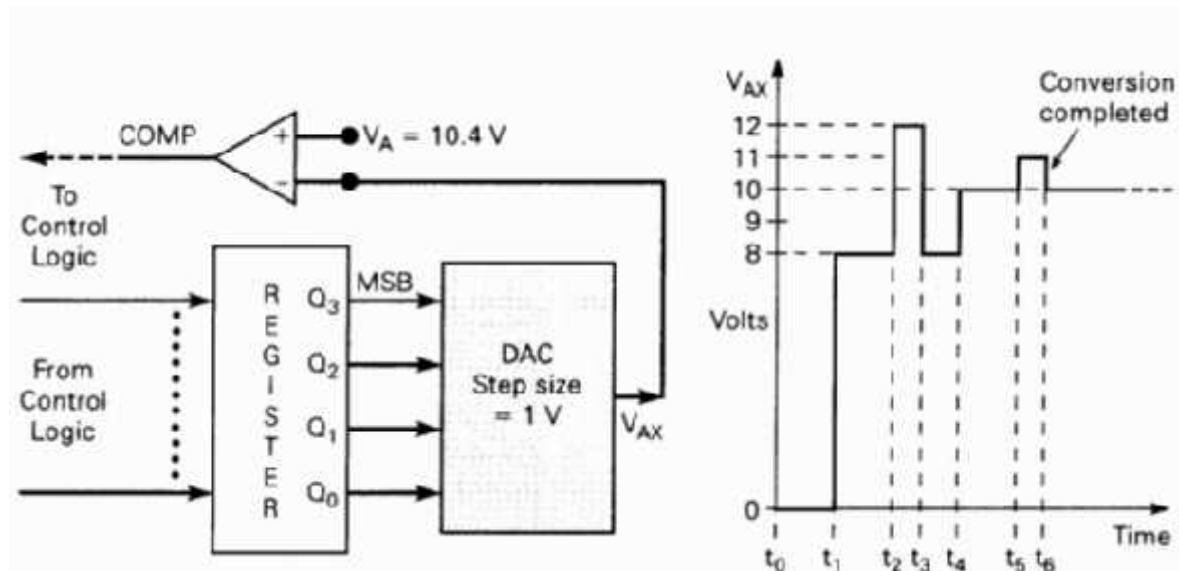 COMP
V_A = 10.4 V
+
−
To
Control
Logic
From
Control
Logic
REGISTER
Q₃
Q₂
Q₁
Q₀
MSB
DAC
Step size
= 1 V
V_AX
V_AX
Conversion
completed
12
11
10
9
8
Volts
0
Time
t₀ t₁ t₂ t₃ t₄ t₅ t₆